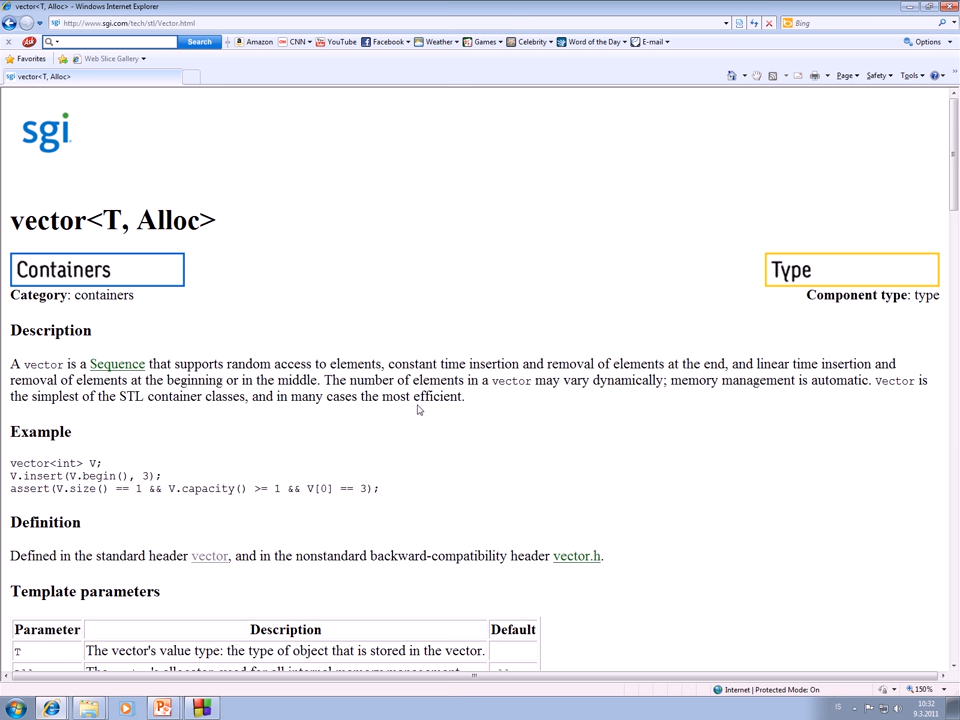 vector<T, Alloc> - Windows Internet Explorer
sgi http://www.sgi.com/tech/stl/Vector.html
Bing
Ask
Search
Amazon CNN YouTube Facebook Weather Games Celebrity Word of the Day E-mail
Options
Favorites
Web Slice Gallery
sgi vector<T, Alloc>
Page Safety Tools
sgi
vector<T, Alloc>
Containers
Type
Category: containers
Component type: type
Description
A vector is a Sequence that supports random access to elements, constant time insertion and removal of elements at the end, and linear time insertion and
removal of elements at the beginning or in the middle. The number of elements in a vector may vary dynamically; memory management is automatic. Vector is
the simplest of the STL container classes, and in many cases the most efficient.
Example
vector<int> V;
V.insert(V.begin(), 3);
assert(V.size() == 1 && V.capacity() >= 1 && V[0] == 3);
Definition
Defined in the standard header vector, and in the nonstandard backward-compatibility header vector.h.
Template parameters
Parameter Description Default
T The vector's value type: the type of object that is stored in the vector.
Internet | Protected Mode: On
150%
IS
10:32
9.3.2011